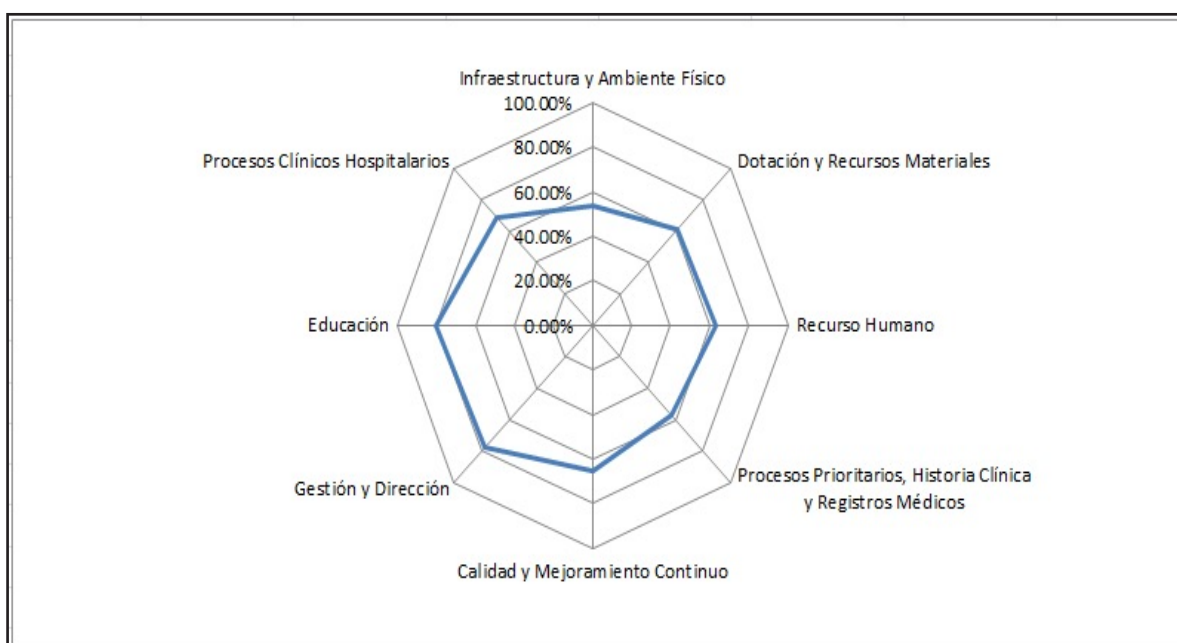 Infraestructura y Ambiente Físico
100.00%
80.00%
60.00%
40.00%
20.00%
0.00%
Dotación y Recursos Materiales
Recurso Humano
Procesos Prioritarios, Historia Clínica
y Registros Médicos
Calidad y Mejoramiento Continuo
Gestión y Dirección
Educación
Procesos Clínicos Hospitalarios